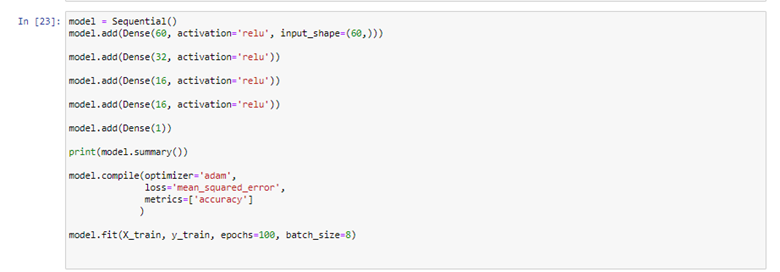 In [23]: model = Sequential()
model.add(Dense(60, activation='relu', input_shape=(60,)))
model.add(Dense(32, activation='relu'))
model.add(Dense(16, activation='relu'))
model.add(Dense(16, activation='relu'))
model.add(Dense(1))
print(model.summary())
model.compile(optimizer='adam',
              loss='mean_squared_error',
              metrics=['accuracy']
             )
model.fit(X_train, y_train, epochs=100, batch_size=8)